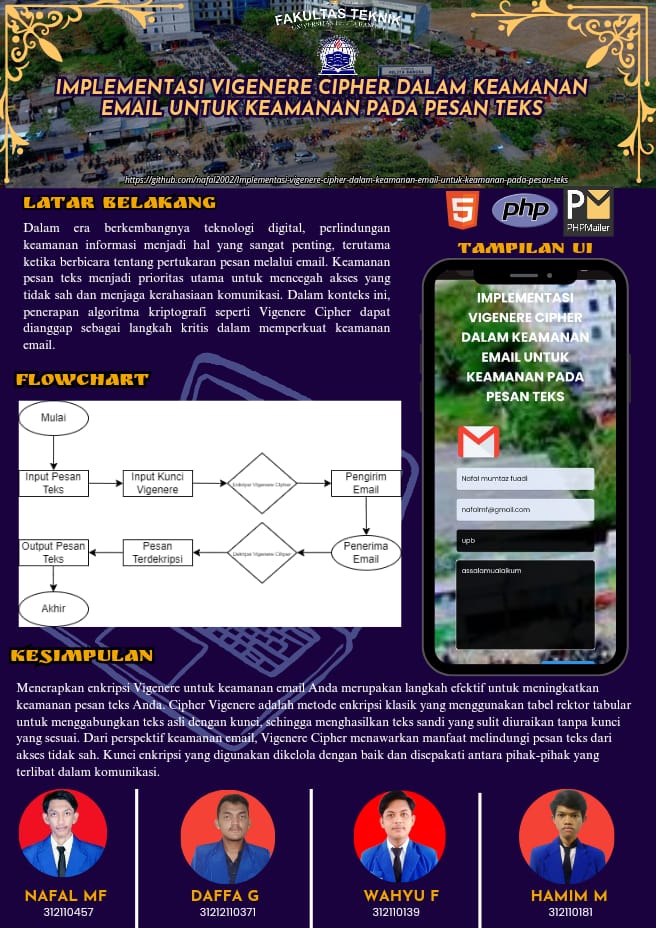 FAKULTAS TEKNIK
IMPLEMENTASI VIGENERE CIPHER DALAM KEAMANAN
EMAIL UNTUK KEAMANAN PADA PESAN TEKS
https://github.com/nafal2002/Implementasi-vigenere-cipher-dalam-keamanan-email-untuk-keamanan-pada-pesan-teks
LATAR BELAKANG
Dalam era berkembangnya teknologi digital, perlindungan
keamanan informasi menjadi hal yang sangat penting, terutama
ketika berbicara tentang pertukaran pesan melalui email. Keamanan
pesan teks menjadi prioritas utama untuk mencegah akses yang
tidak sah dan menjaga kerahasiaan komunikasi. Dalam konteks ini,
penerapan algoritma kriptografi seperti Vigenere Cipher dapat
dianggap sebagai langkah kritis dalam memperkuat keamanan
email.
5
php
PHPMailer
TAMPILAN UI
IMPLEMENTASI
VIGENERE CIPHER
DALAM KEAMANAN
EMAIL UNTUK
KEAMANAN PADA
PESAN TEKS
Nafal mumtaz fuadi
nafalmf@gmail.com
upb
assalamualaikum
FLOWCHART
Mulai
Input Pesan
Teks
Input Kunci
Vigenere
Enkripsi Vigenere Cipher
Pengirim
Email
Output Pesan
Teks
Pesan
Terdekripsi
Dekripsi Vigenere Cipher
Penerima
Email
Akhir
KESIMPULAN
Menerapkan enkripsi Vigenere untuk keamanan email Anda merupakan langkah efektif untuk meningkatkan
keamanan pesan teks Anda. Cipher Vigenere adalah metode enkripsi klasik yang menggunakan tabel rektor tabular
untuk menggabungkan teks asli dengan kunci, sehingga menghasilkan teks sandi yang sulit diuraikan tanpa kunci
yang sesuai. Dari perspektif keamanan email, Vigenere Cipher menawarkan manfaat melindungi pesan teks dari
akses tidak sah. Kunci enkripsi yang digunakan dikelola dengan baik dan disepakati antara pihak-pihak yang
terlibat dalam komunikasi.
NAFAL MF
312110457
DAFFA G
31212110371
WAHYU F
312110139
HAMIM M
312110181